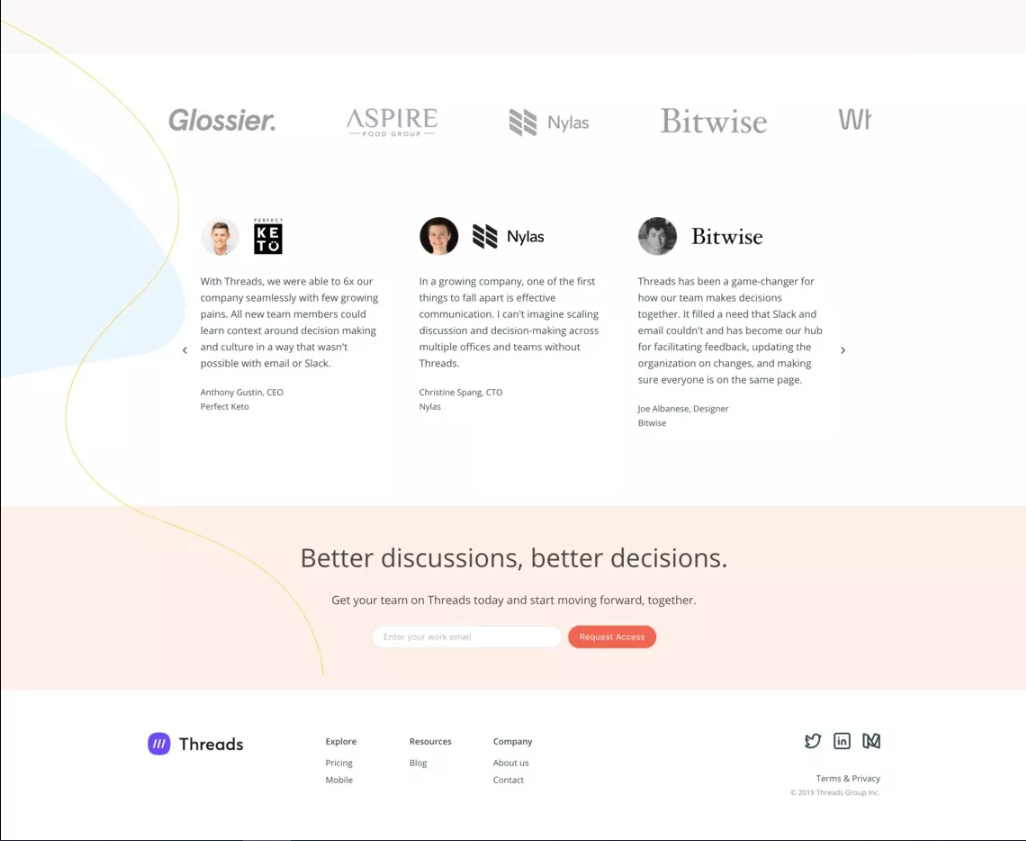 Glossier.
ASPIRE
FOOD GROUP
Nylas
Bitwise
PERFECT
KE
TO
With Threads, we were able to 6x our
company seamlessly with few growing
pains. All new team members could
learn context around decision making
and culture in a way that wasn't
possible with email or Slack.
Anthony Gustin, CEO
Perfect Keto
Nylas
In a growing company, one of the first
things to fall apart is effective
communication. I can't imagine scaling
discussion and decision-making across
multiple offices and teams without
Threads.
Christine Spang, CTO
Nylas
Bitwise
Threads has been a game-changer for
how our team makes decisions
together. It filled a need that Slack and
email couldn't and has become our hub
for facilitating feedback, updating the
organization on changes, and making
sure everyone is on the same page.
Joe Albanese, Designer
Bitwise
Better discussions, better decisions.
Get your team on Threads today and start moving forward, together.
Enter your work email
Request Access
Threads
Explore
Pricing
Mobile
Resources
Blog
Company
About us
Contact
in
Terms & Privacy
© 2019 Threads Group Inc.